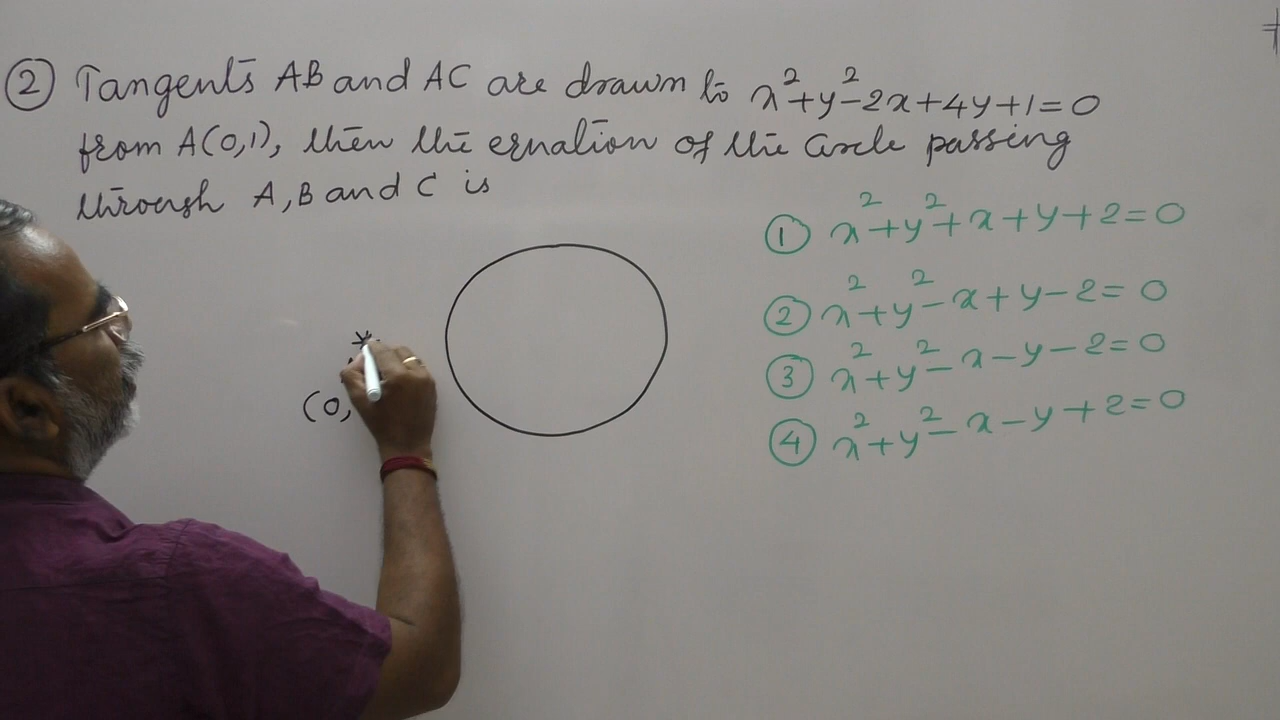 ② Tangents AB and AC are drawn to x²+y²-2x+4y+1=0
from A(0,1), then the equation of the circle passing
through A, B and C is
① x²+y²+x+y+2=0
② x²+y²-x+y-2=0
③ x²+y²-x-y-2=0
④ x²+y²-x-y+2=0
(0,